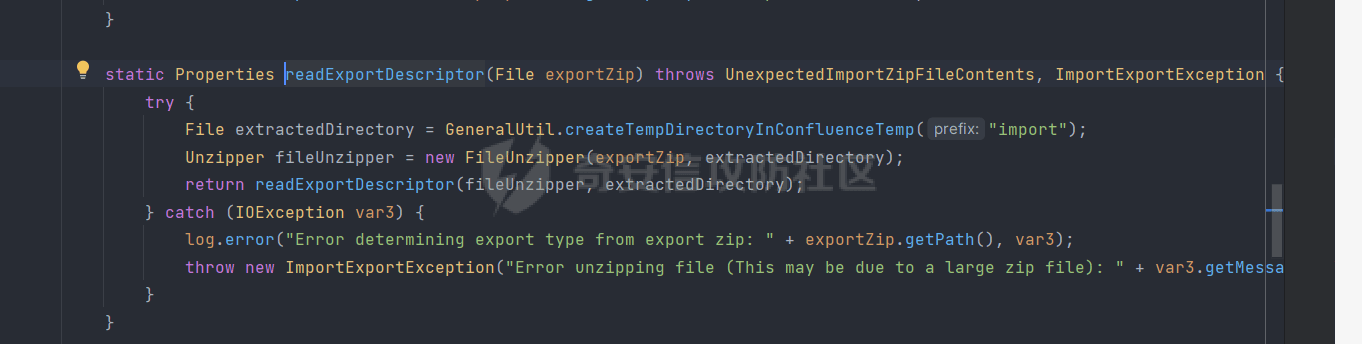 }
static Properties readExportDescriptor(File exportZip) throws UnexpectedImportZipFileContents, ImportExportException {
try {
File extractedDirectory = GeneralUtil.createTempDirectoryInConfluenceTemp( prefix: "import");
Unzipper fileUnzipper = new FileUnzipper(exportZip, extractedDirectory);
return readExportDescriptor(fileUnzipper, extractedDirectory);
} catch (IOException var3) {
log.error("Error determining export type from export zip: " + exportZip.getPath(), var3);
throw new ImportExportException("Error unzipping file (This may be due to a large zip file): " + var3.getMessa
}
}
奇安信攻防社区